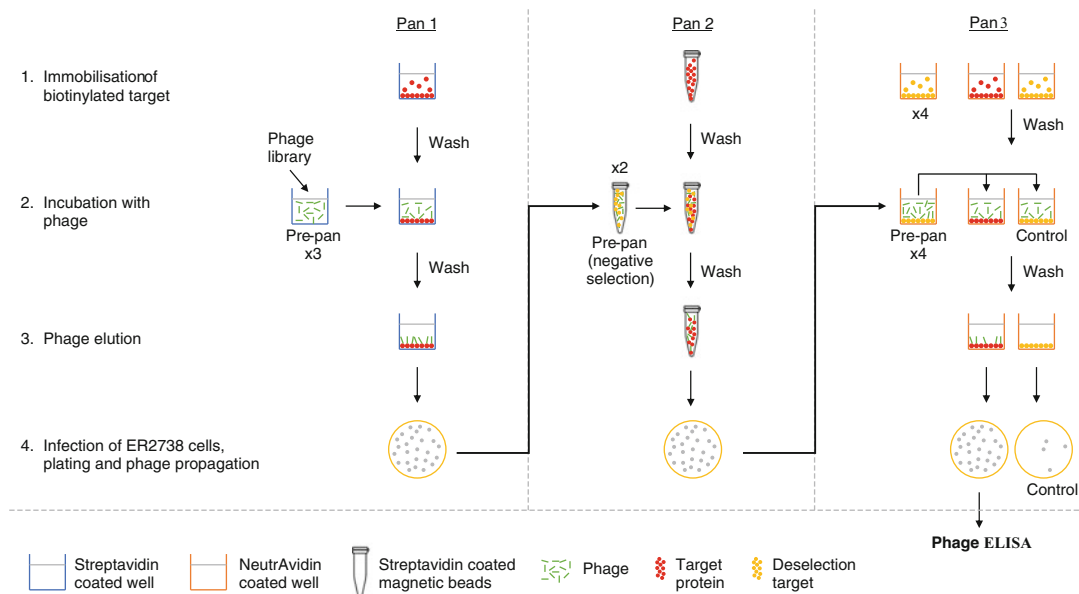 Pan 1
Pan 2
Pan 3
1. Immobilisationof
biotinylated target
x4
Wash
Wash
Wash
Phage
library
x2
2. Incubation with
phage
Pre-pan
x3
Pre-pan
(negative
selection)
Pre-pan
x4
Control
Wash
Wash
Wash
3. Phage elution
4. Infection of ER2738 cells,
plating and phage propagation
Control
Phage ELISA
Streptavidin
coated well
NeutrAvidin
coated well
Streptavidin coated
magnetic beads
Phage
Target
protein
Deselection
target